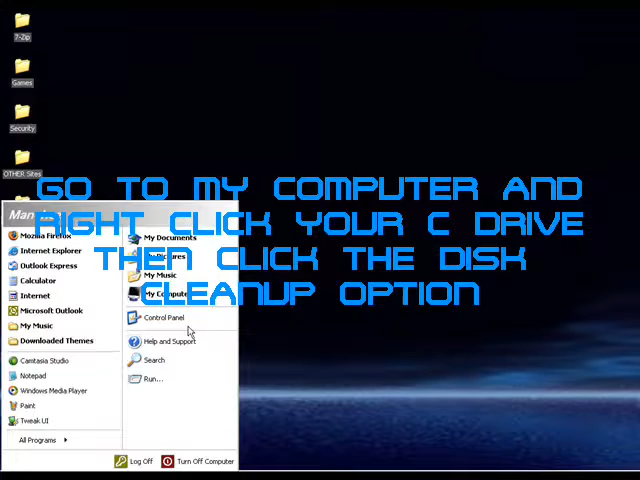 7-Zip
Games
Security
OTHER Sites
GO TO MY COMPUTER AND
RIGHT CLICK YOUR C DRIVE
THEN CLICK THE DISK
CLEANUP OPTION
Mozilla Firefox
Internet Explorer
Outlook Express
Calculator
Internet
Microsoft Outlook
My Music
Downloaded Themes
Camtasia Studio
Notepad
Windows Media Player
Paint
Tweak UI
All Programs
My Documents
My Pictures
My Music
My Computer
Control Panel
Help and Support
Search
Run...
Log Off
Turn Off Computer